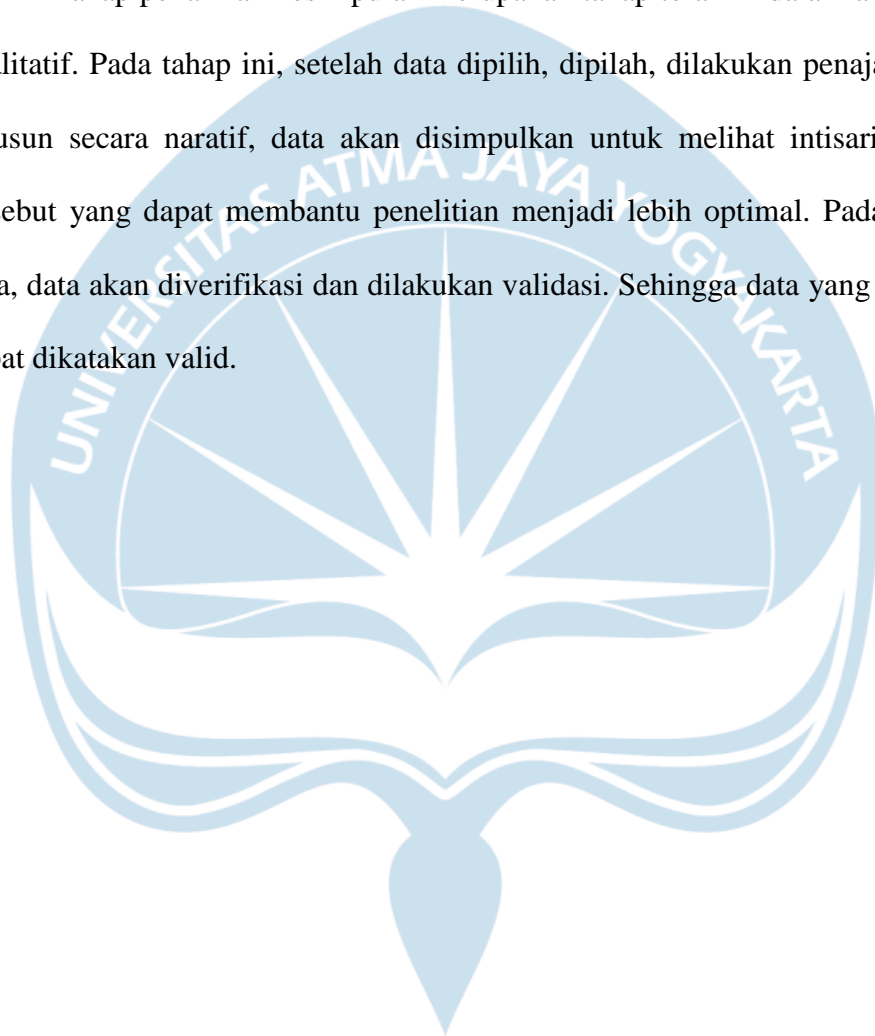 litatif. Pada tahap ini, setelah data dipilih, dipilah, dilakukan penaja
usun secara naratif, data akan disimpulkan untuk melihat intisari
sebut yang dapat membantu penelitian menjadi lebih optimal. Pada
a, data akan diverifikasi dan dilakukan validasi. Sehingga data yang
at dikatakan valid.
UNIVERSITAS ATMA JAYA YOGYAKARTA